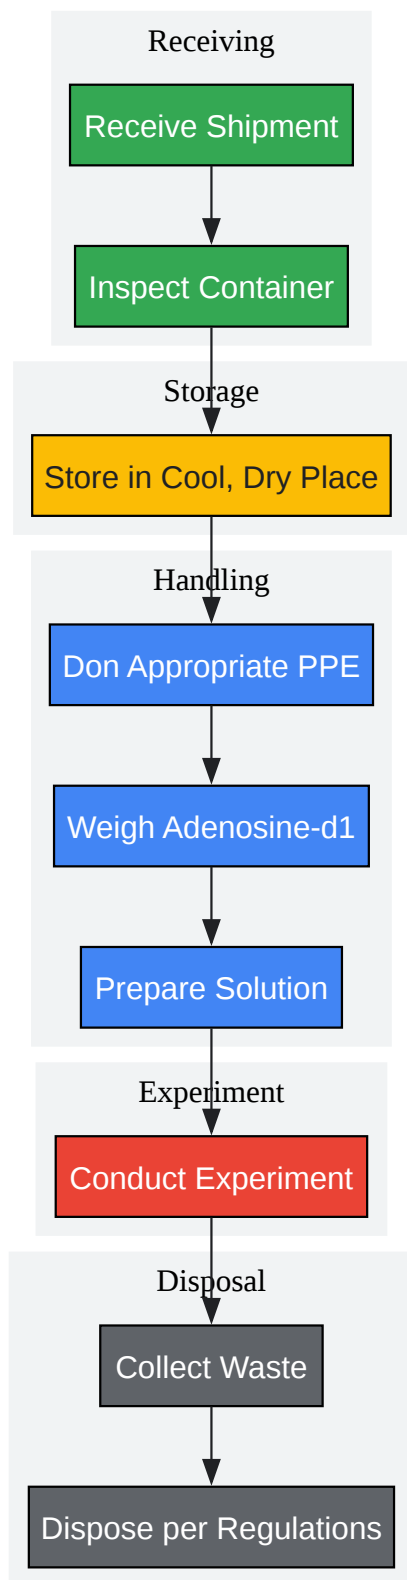 Receiving
Receive Shipment
Inspect Container
Storage
Store in Cool, Dry Place
Handling
Don Appropriate PPE
Weigh Adenosine-d1
Prepare Solution
Experiment
Conduct Experiment
Disposal
Collect Waste
Dispose per Regulations